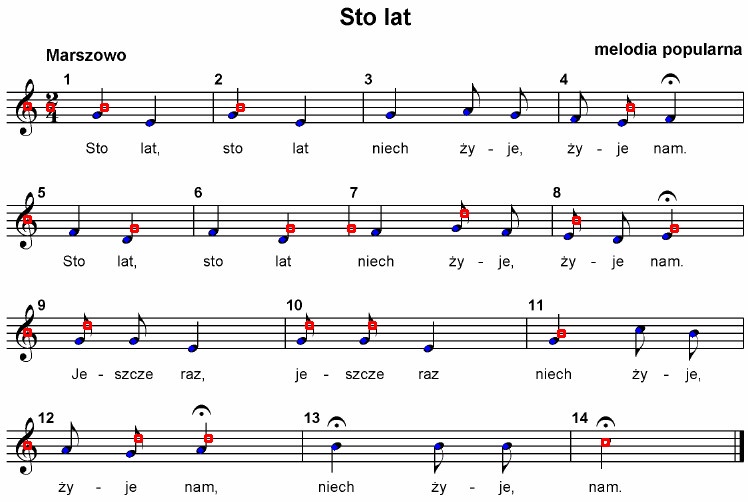 Sto lat
Marszowo
melodia popularna
1 2 3 4
2
4
Sto lat, sto lat niech ży - je, ży - je nam.
5 6 7 8
Sto lat, sto lat niech ży - je, ży - je nam.
9 10 11
Je - szcze raz, je - szcze raz niech ży - je,
12 13 14
ży - je nam, niech ży - je, nam.